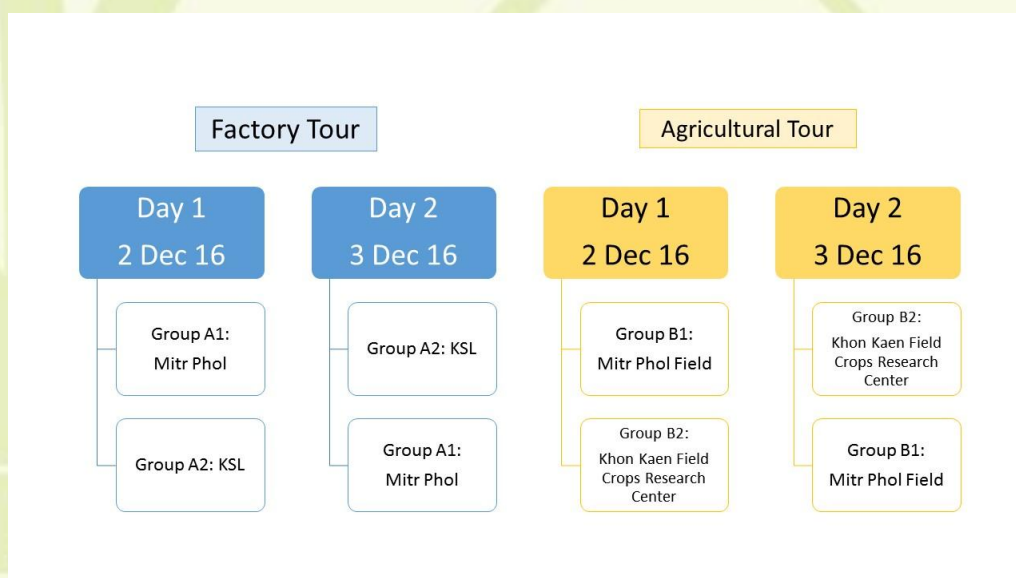 Factory Tour
Agricultural Tour
Day 1
2 Dec 16
Group A1:
Mitr Phol
Group A2: KSL
Day 2
3 Dec 16
Group A2: KSL
Group A1:
Mitr Phol
Day 1
2 Dec 16
Group B1:
Mitr Phol Field
Group B2:
Khon Kaen Field
Crops Research
Center
Day 2
3 Dec 16
Group B2:
Khon Kaen Field
Crops Research
Center
Group B1:
Mitr Phol Field